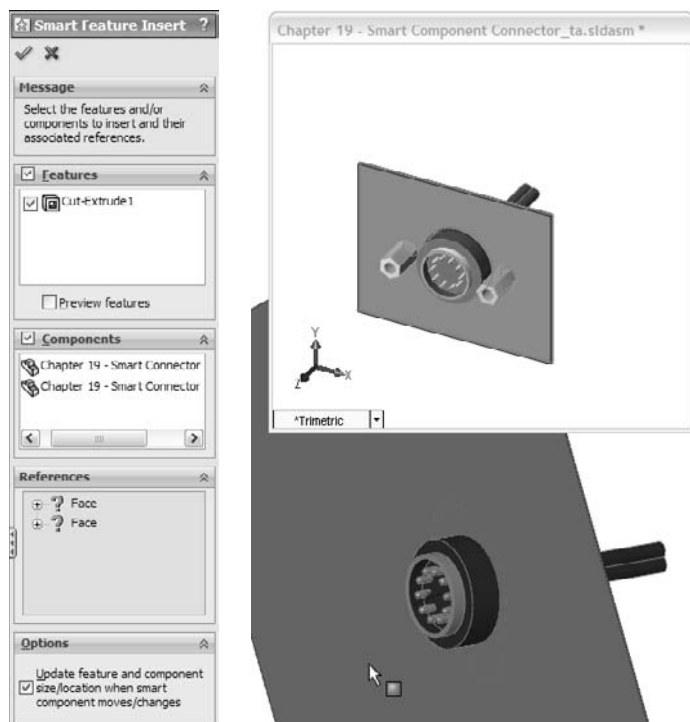 Smart Feature Insert ?
Message
Select the features and/or
components to insert and their
associated references.
Features
Cut-Extrude1
Preview features
Components
Chapter 19 - Smart Connector
Chapter 19 - Smart Connector
References
? Face
? Face
Options
Update feature and component
size/location when smart
component moves/changes
Chapter 19 - Smart Component Connector_ta.sldasm *
Y
Z
X
*Trimetric